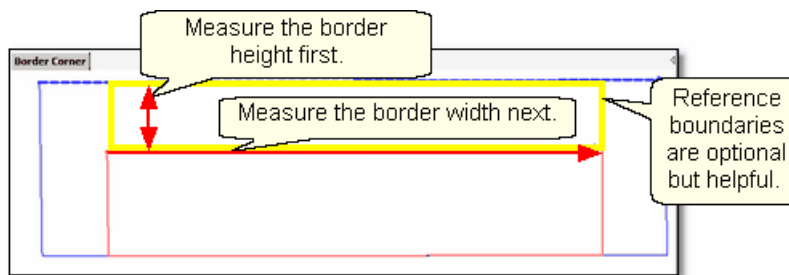 Measure the border
height first.
Border Corner
Measure the border width next.
Reference
boundaries
are optional
but helpful.